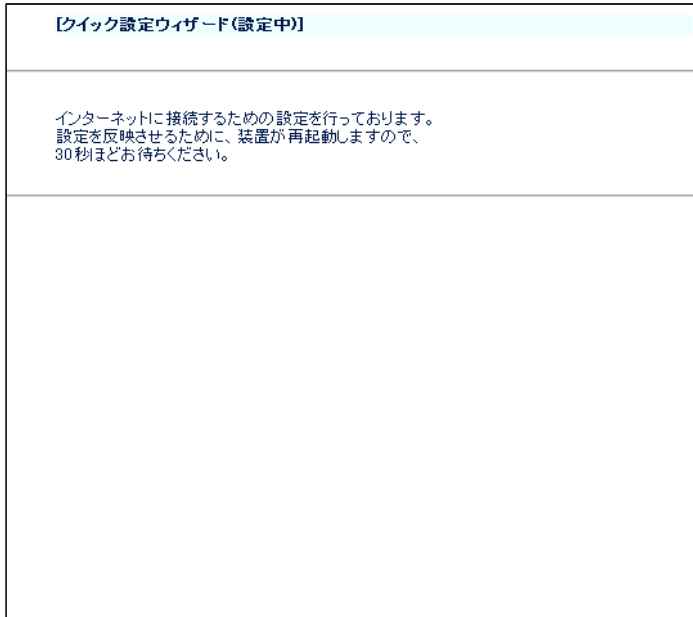 [クイック設定ウィザード(設定中)]
インターネットに接続するための設定を行っております。
設定を反映させるために、装置が再起動しますので、
30秒ほどお待ちください。